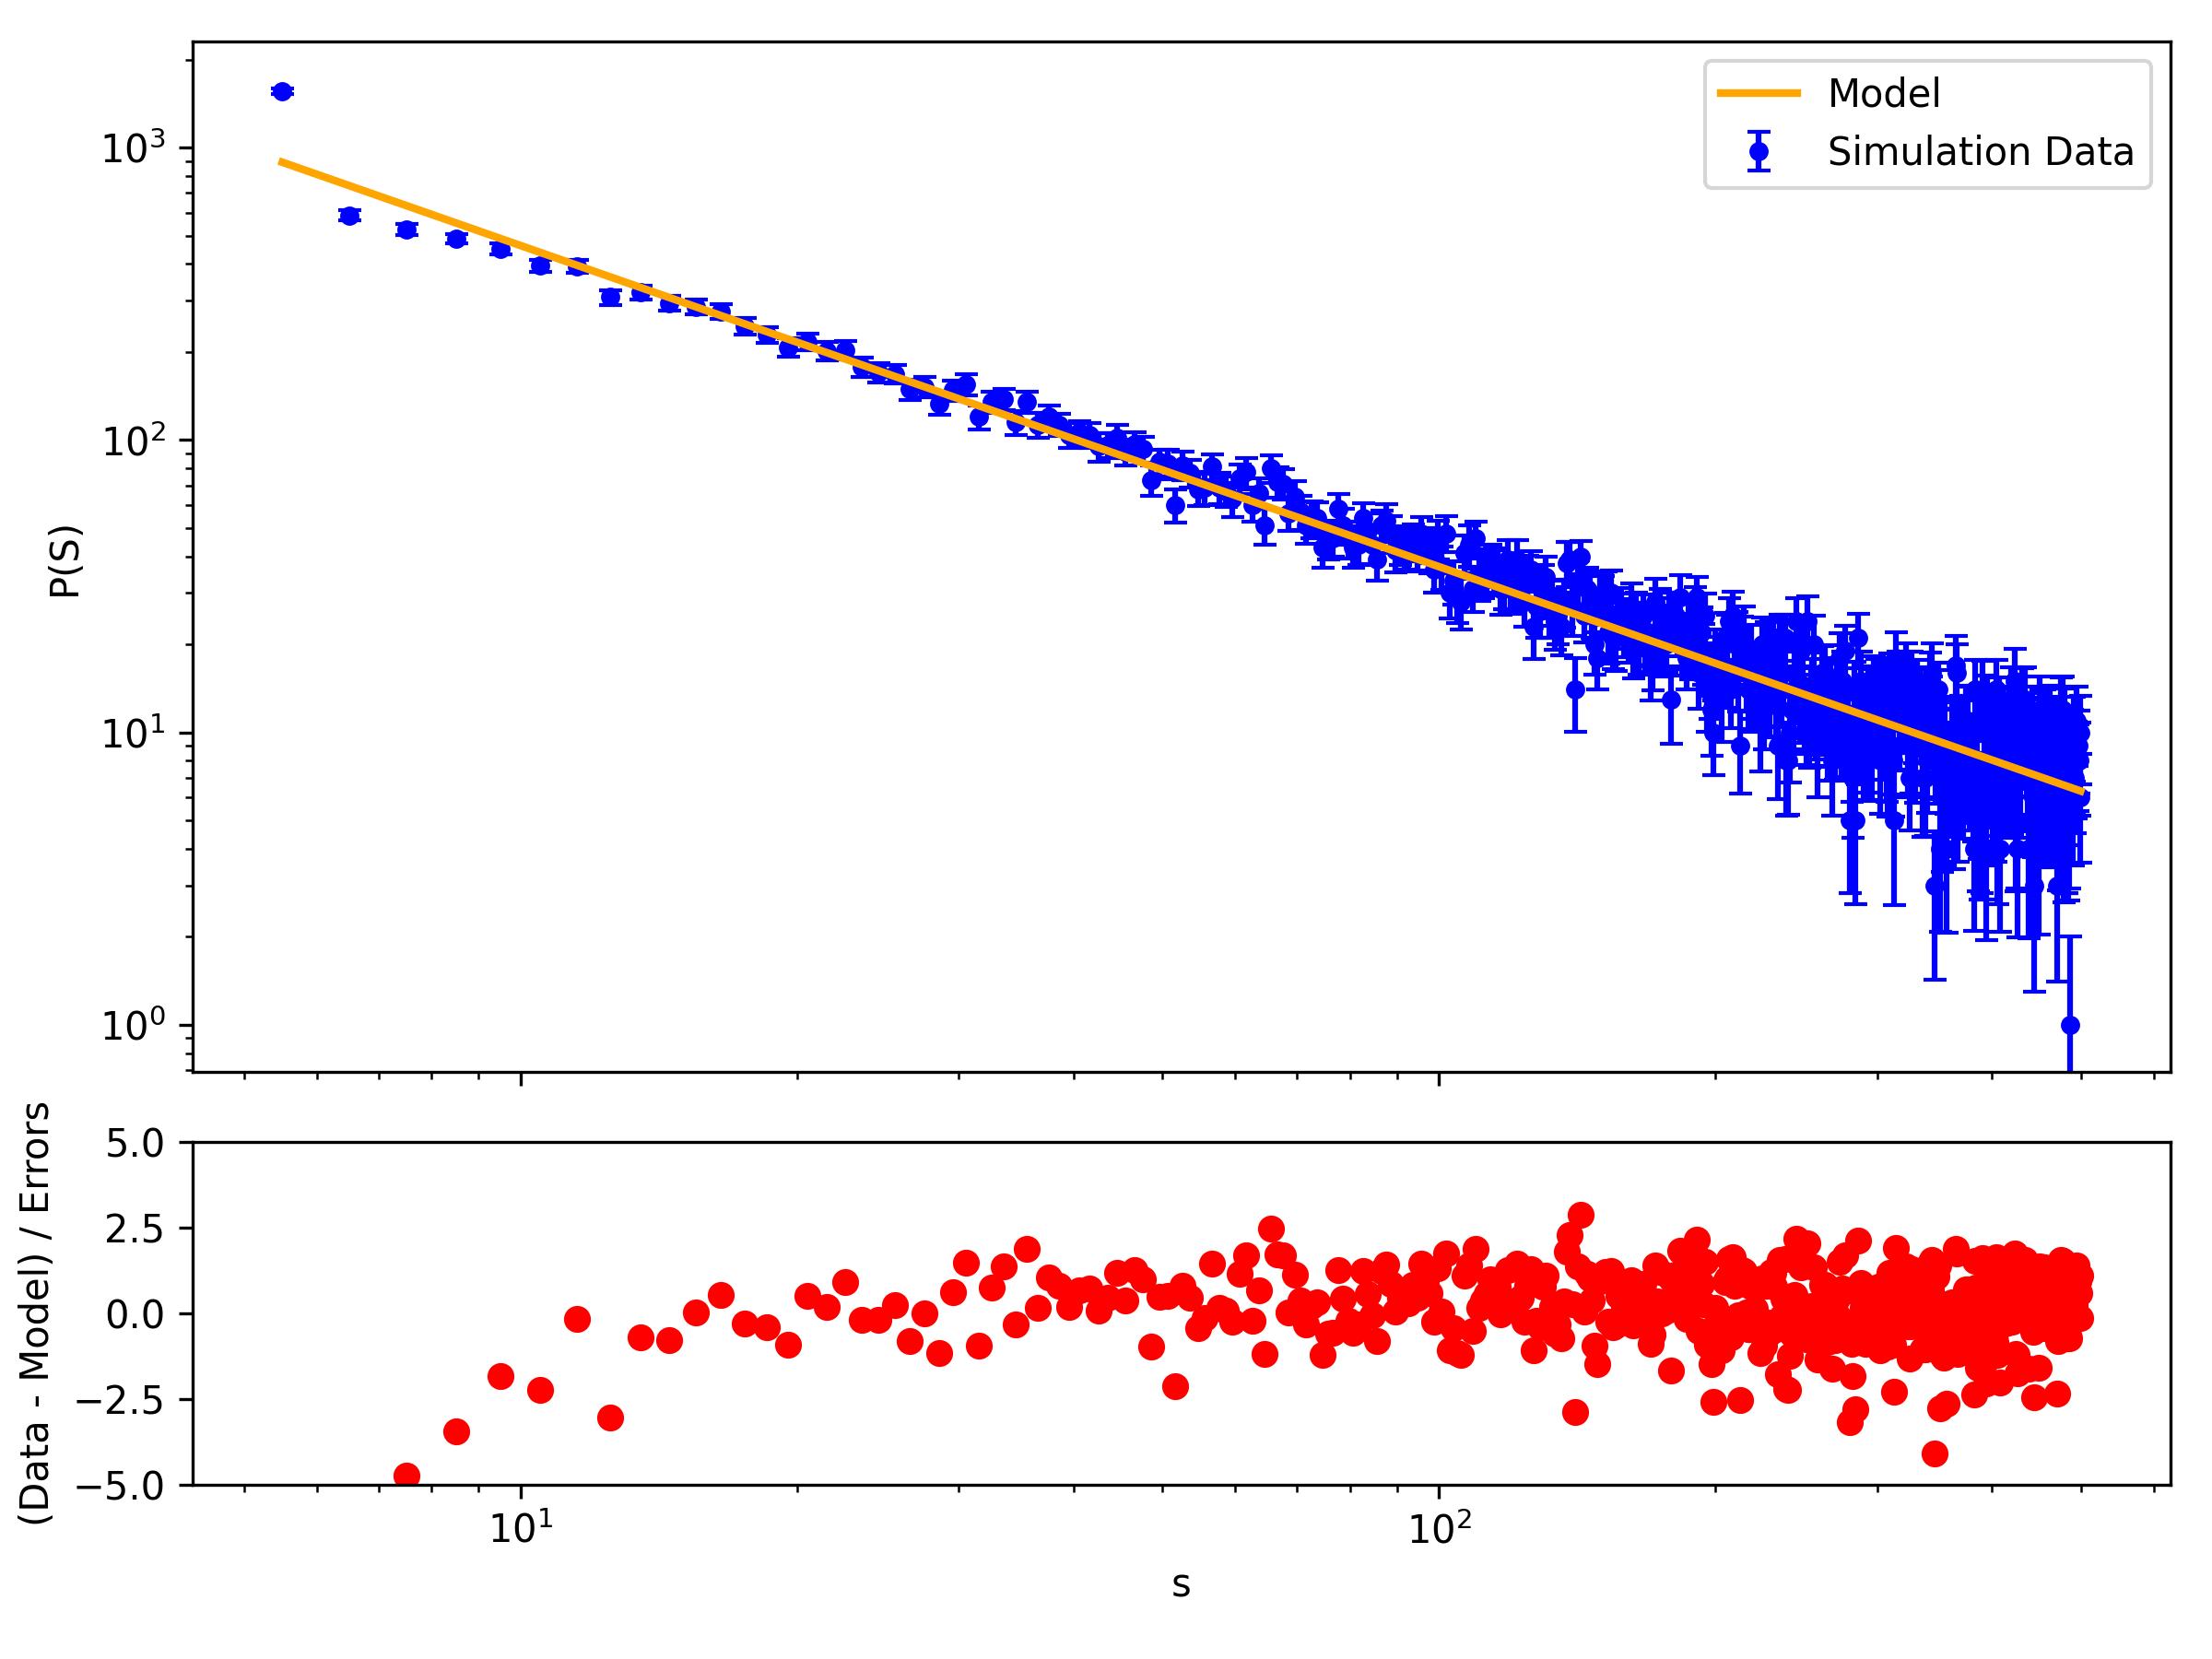 Model
Simulation Data
10³
10²
10¹
10⁰
P(S)
5.0
2.5
0.0
−2.5
−5.0
(Data - Model) / Errors
10¹
10²
s